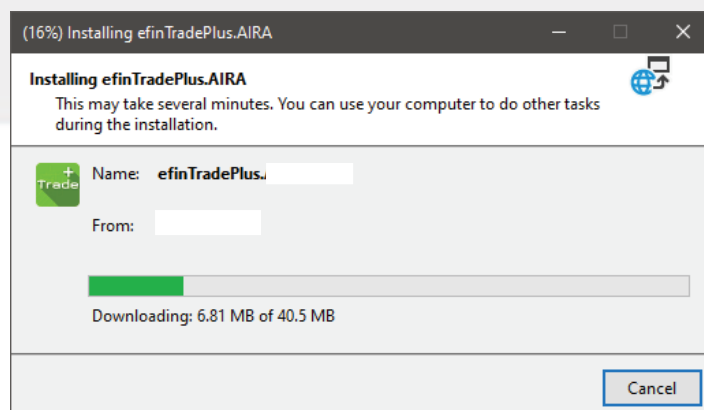 (16%) Installing efinTradePlus.AIRA
Installing efinTradePlus.AIRA
This may take several minutes. You can use your computer to do other tasks
during the installation.
Trade+
Name: efinTradePlus.
From:
Downloading: 6.81 MB of 40.5 MB
Cancel